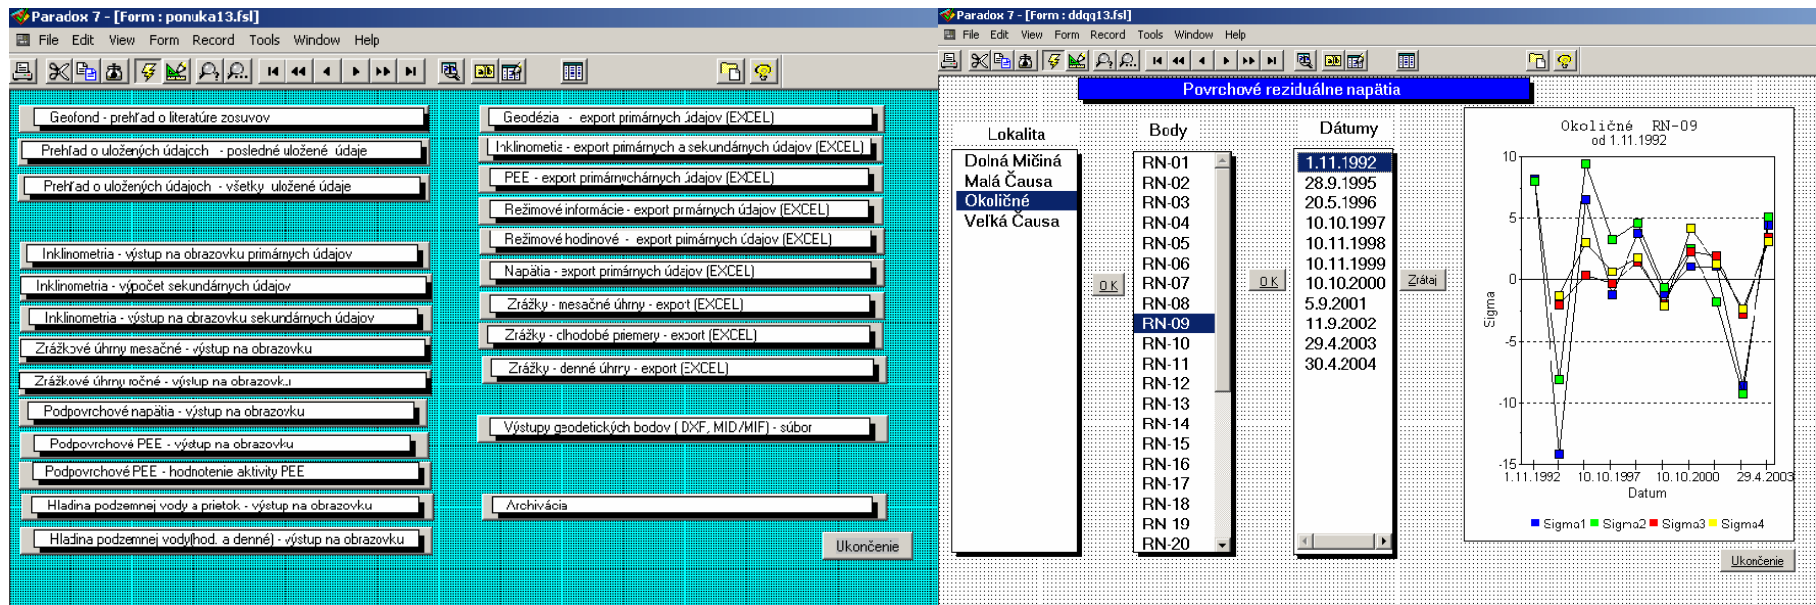 Paradox 7 - [Form : ponuka13.fsl]
File Edit View Form Record Tools Window Help
Geofond - prehľad o literatúre zosuvov
Prehľad o uložených údajcch - posledné uložené údaje
Prehľad o uložených údajoch - všetky uložené údaje
Inklinometria - výstup na obrazovku primárnych údajov
Inklinometria - výpočet sekundárnych údajov
Inklinometria - výstup na obrazovku sekundárnych údajov
Zrážkové úhrny mesačné - výstup na obrazovku
Zrážkové úhrny ročné - výstup na obrazovku
Podpovrchové napätia - výstup na obrazovku
Podpovrchové PEE - výstup na obrazovku
Podpovrchové PEE - hodnotenie aktivity PEE
Hladina podzemnej vody a prietok - výstup na obrazovku
Hladina podzemnej vody(hod. a denné) - výstup na obrazovku
Geodézia - export primárnych údajov (EXCEL)
Inklinometia - export primárnych a sekundárnych údajov (EXCEL)
PEE - export primárnychárnych údajov (EXCEL)
Režimové informácie - export prmárnych údajov (EXCEL)
Režimové hodinové - export pimárnych údajov (EXCEL)
Napätia - export primárnych údajov (EXCEL)
Zrážky - mesačné úhrny - export (EXCEL)
Zrážky - dlhodobé priemery - export (EXCEL)
Zrážky - denné úhrny - export (EXCEL)
Výstupy geodetických bodov ( DXF, MID/MIF) - súbor
Archivácia
Ukončenie
Paradox 7 - [Form : ddqq13.fsl]
File Edit View Form Record Tools Window Help
Povrchové reziduálne napätia
Lokalita
Dolná Mičiná
Malá Čausa
Okoličné
Veľká Čausa
OK
Body
RN-01
RN-02
RN-03
RN-04
RN-05
RN-06
RN-07
RN-08
RN-09
RN-10
RN-11
RN-12
RN-13
RN-14
RN-15
RN-16
RN-17
RN-18
RN-19
RN-20
OK
Dátumy
1.11.1992
28.9.1995
20.5.1996
10.10.1997
10.11.1998
10.11.1999
10.10.2000
5.9.2001
11.9.2002
29.4.2003
30.4.2004
Zrátaj
Okoličné RN-09
od 1.11.1992
10
5
0
-5
-10
-15
Sigma
1.11.1992 10.10.1997 10.10.2000 29.4.2003
Datum
Sigma1 Sigma2 Sigma3 Sigma4
Ukončenie